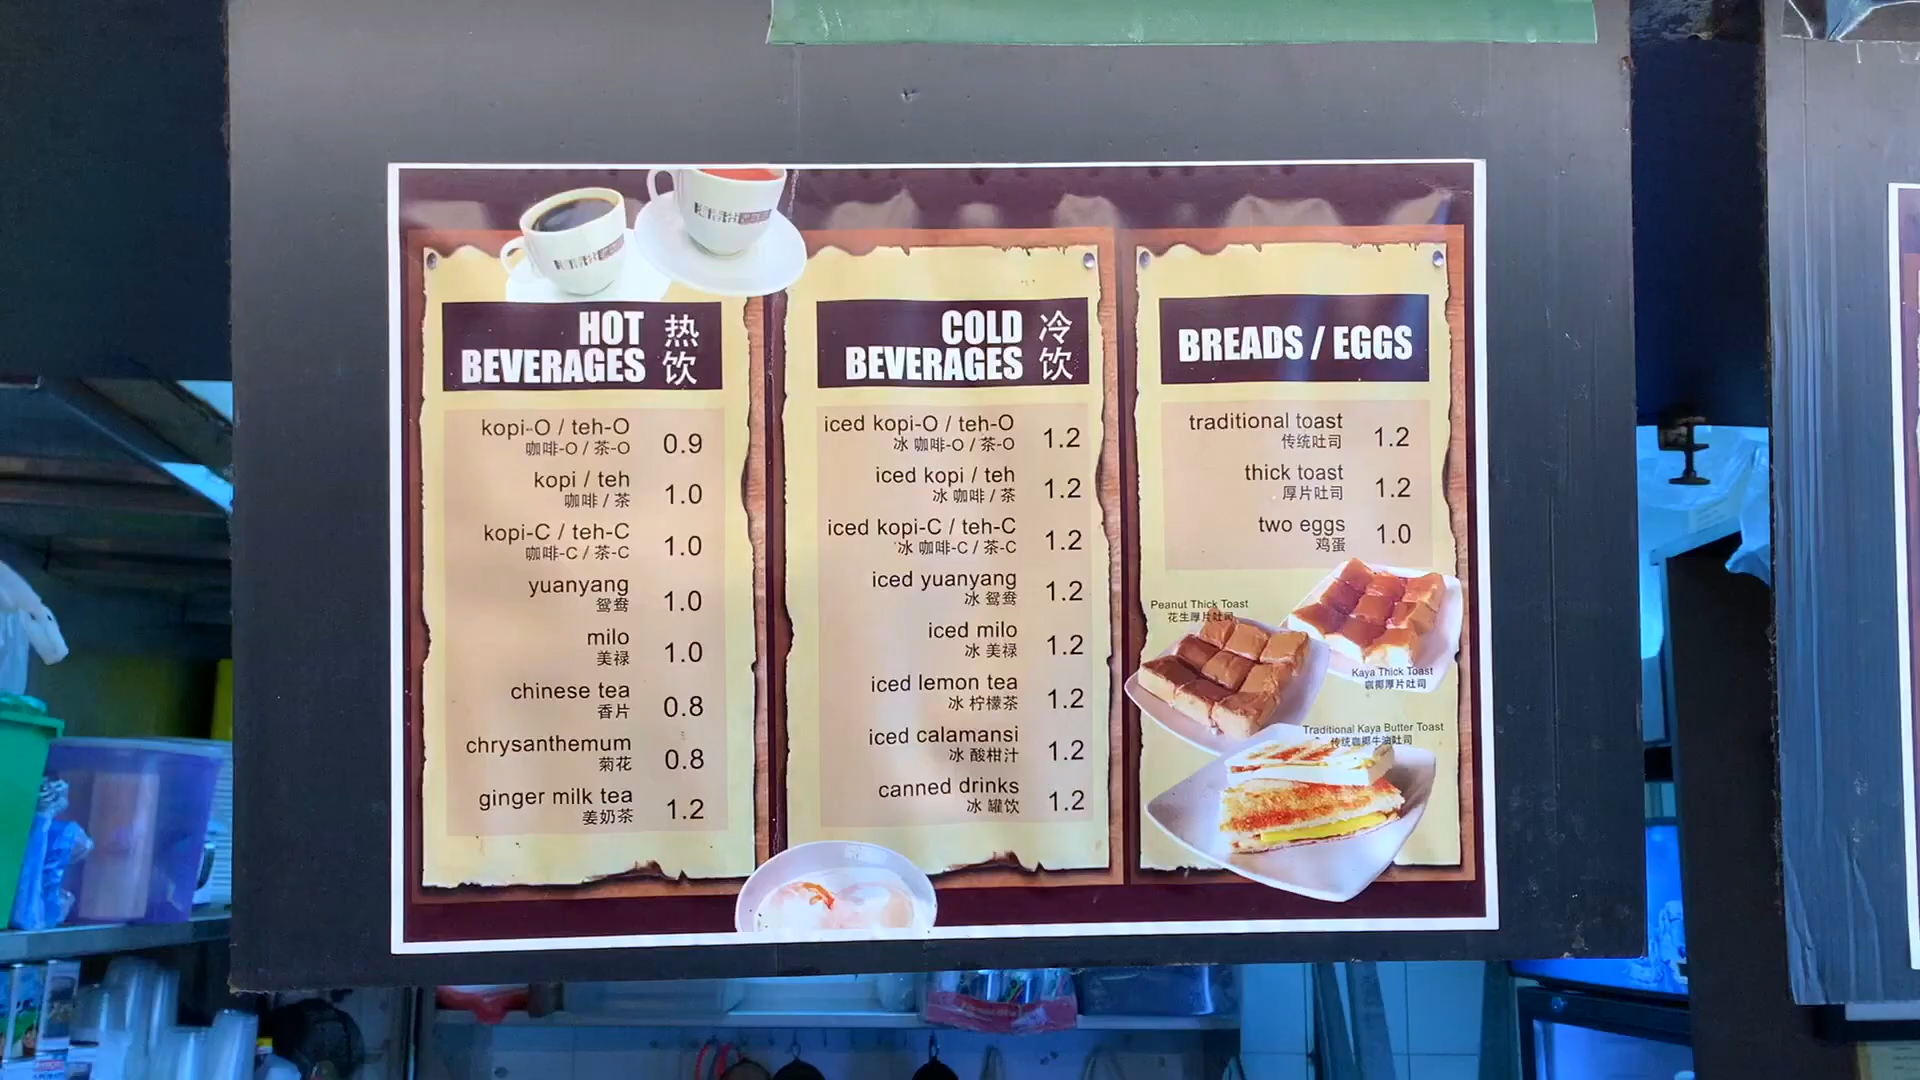 HOT 热
BEVERAGES 饮
kopi-O / teh-O 0.9
咖啡-O / 茶-O
kopi / teh 1.0
咖啡 / 茶
kopi-C / teh-C 1.0
咖啡-C / 茶-C
yuanyang 1.0
鸳鸯
milo 1.0
美禄
chinese tea 0.8
香片
chrysanthemum 0.8
菊花
ginger milk tea 1.2
姜奶茶
COLD 冷
BEVERAGES 饮
iced kopi-O / teh-O 1.2
冰 咖啡-O / 茶-O
iced kopi / teh 1.2
冰 咖啡 / 茶
iced kopi-C / teh-C 1.2
冰 咖啡-C / 茶-C
iced yuanyang 1.2
冰 鸳鸯
iced milo 1.2
冰 美禄
iced lemon tea 1.2
冰 柠檬茶
iced calamansi 1.2
冰 酸柑汁
canned drinks 1.2
冰 罐饮
BREADS / EGGS
traditional toast 1.2
传统吐司
thick toast 1.2
厚片吐司
two eggs 1.0
鸡蛋
Peanut Thick Toast
花生厚片吐司
Kaya Thick Toast
咖椰厚片吐司
Traditional Kaya Butter Toast
传统咖椰牛油吐司